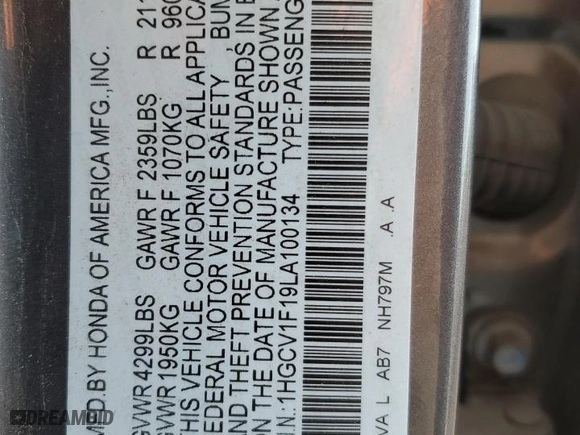 MFD.BY HONDA OF AMERICA MFG.,INC.
GVWR 4299LBS GAWR F 2359LBS R
GVWR 1950KG GAWR F 1070KG R
THIS VEHICLE CONFORMS TO ALL
FEDERAL MOTOR VEHICLE SAFETY
AND THEFT PREVENTION STANDARDS, IN
ON THE DATE OF MANUFACTURE SHOWN
V.I.N.:1HGCV1F19LA100134 TYPE:PASSENG
VA L AB7 NH797M .A .A
DREAMBID